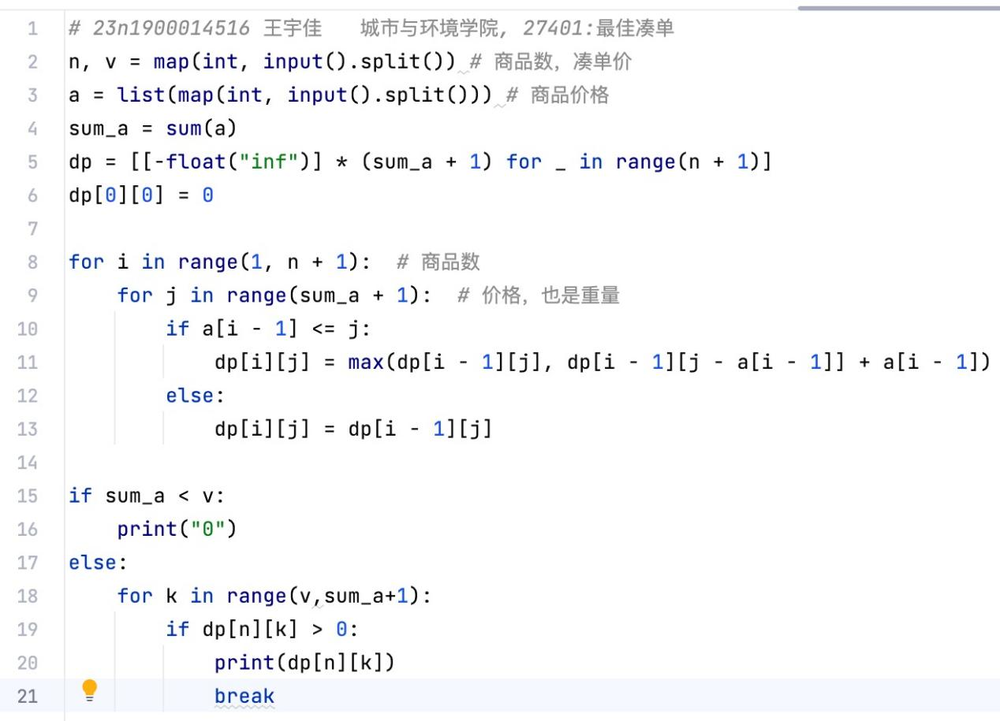 1 # 23n1900014516 王宇佳   城市与环境学院, 27401:最佳凑单
2 n, v = map(int, input().split()) # 商品数，凑单价
3 a = list(map(int, input().split())) # 商品价格
4 sum_a = sum(a)
5 dp = [[-float("inf")] * (sum_a + 1) for _ in range(n + 1)]
6 dp[0][0] = 0
7
8 for i in range(1, n + 1):  # 商品数
9     for j in range(sum_a + 1):  # 价格，也是重量
10         if a[i - 1] <= j:
11             dp[i][j] = max(dp[i - 1][j], dp[i - 1][j - a[i - 1]] + a[i - 1])
12         else:
13             dp[i][j] = dp[i - 1][j]
14
15 if sum_a < v:
16     print("0")
17 else:
18     for k in range(v,sum_a+1):
19         if dp[n][k] > 0:
20             print(dp[n][k])
21             break